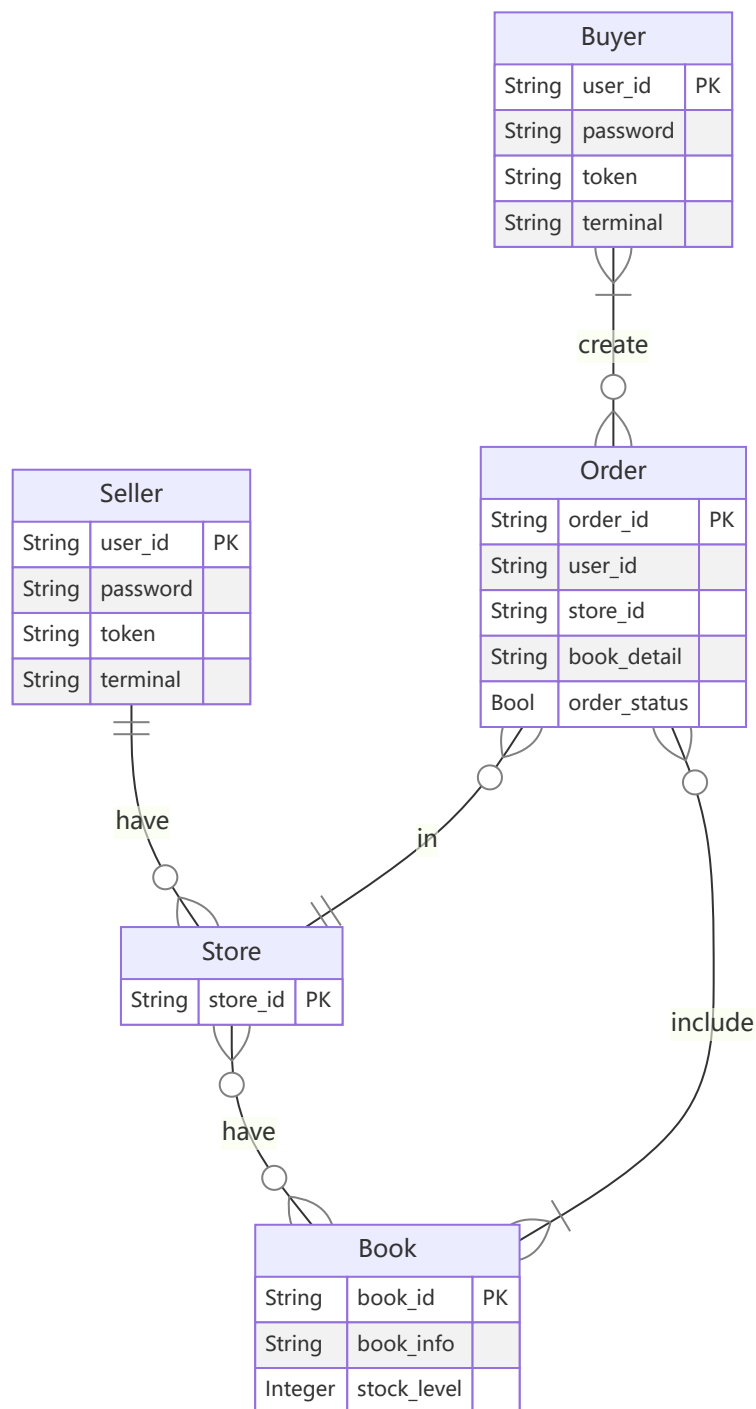 Buyer
String user_id PK
String password
String token
String terminal
create
Order
String order_id PK
String user_id
String store_id
String book_detail
Bool order_status
Seller
String user_id PK
String password
String token
String terminal
have
in
Store
String store_id PK
include
have
Book
String book_id PK
String book_info
Integer stock_level